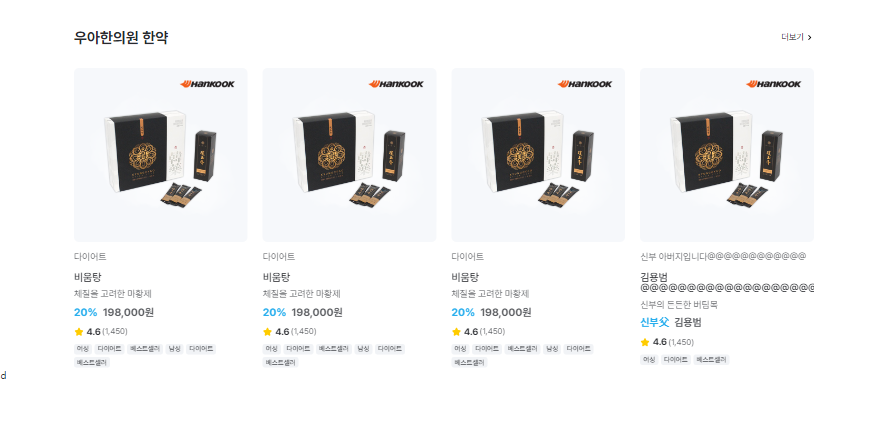 우아한의원 한약
더보기
HANKOOK
HANKOOK
HANKOOK
HANKOOK
다이어트
비움탕
체질을 고려한 마황제
20% 198,000원
4.6 (1,450)
여성 다이어트 베스트셀러 남성 다이어트
베스트셀러
다이어트
비움탕
체질을 고려한 마황제
20% 198,000원
4.6 (1,450)
여성 다이어트 베스트셀러 남성 다이어트
베스트셀러
다이어트
비움탕
체질을 고려한 마황제
20% 198,000원
4.6 (1,450)
여성 다이어트 베스트셀러 남성 다이어트
베스트셀러
신부 아버지입니다@@@@@@@@@@@@
김용범
@@@@@@@@@@@@@@@@@@@
신부의 든든한 버팀목
신부父 김용범
4.6 (1,450)
여성 다이어트 베스트셀러
d